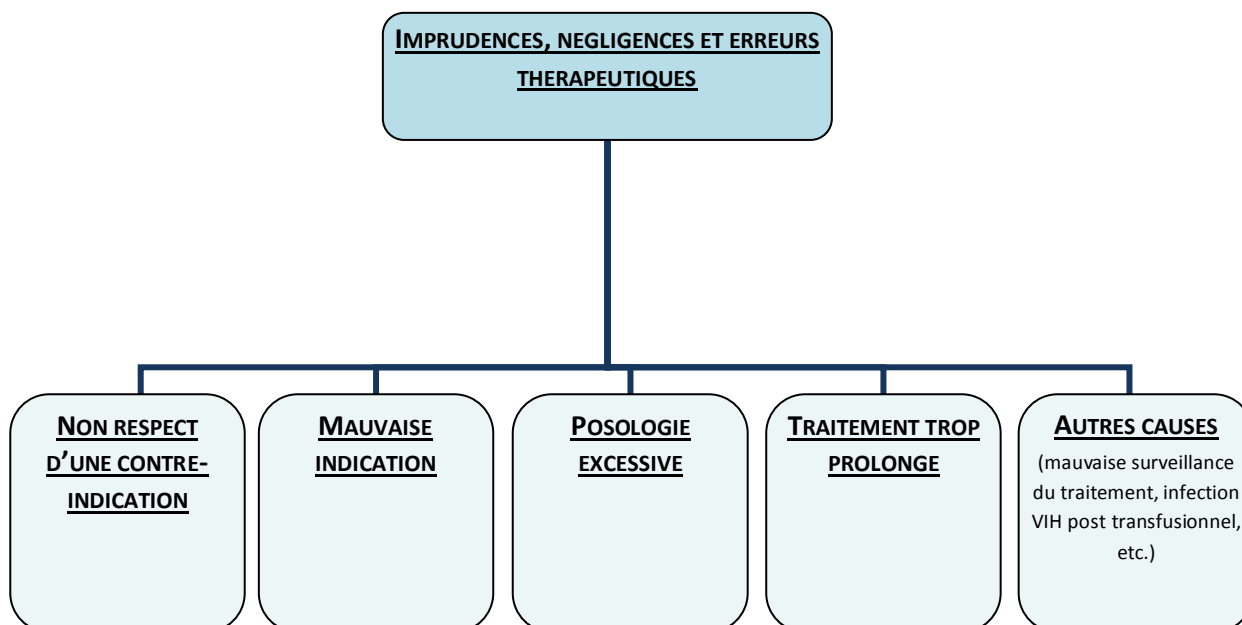 IMPRUDENCES, NEGLIGENCES ET ERREURS
THERAPEUTIQUES
NON RESPECT
D'UNE CONTRE-
INDICATION
MAUVAISE
INDICATION
POSOLOGIE
EXCESSIVE
TRAITEMENT TROP
PROLONGE
AUTRES CAUSES
(mauvaise surveillance
du traitement, infection
VIH post transfusionnel,
etc.)